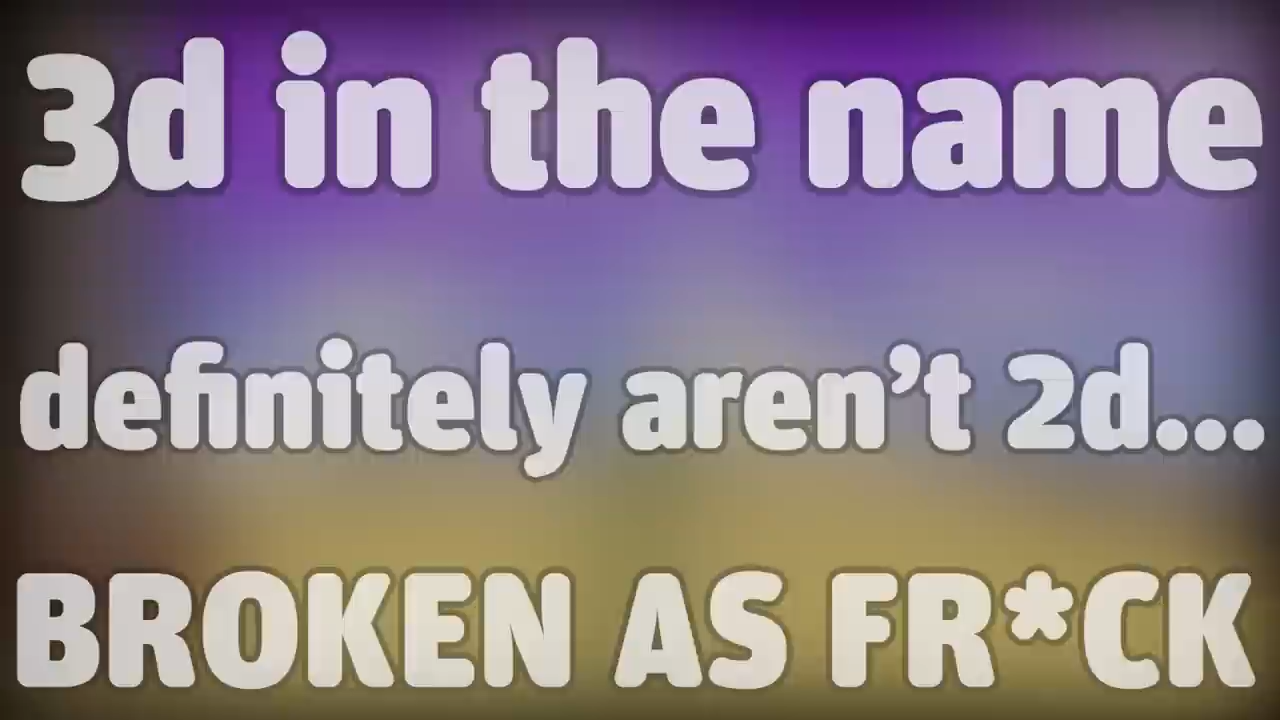 3d in the name
definitely aren’t 2d...
BROKEN AS FR*CK